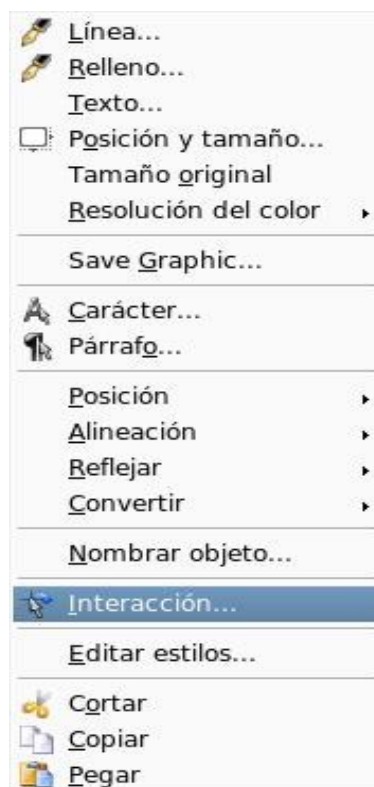 Línea...
Relleno...
Texto...
Posición y tamaño...
Tamaño original
Resolución del color
Save Graphic...
Carácter...
Párrafo...
Posición
Alineación
Reflejar
Convertir
Nombrar objeto...
Interacción...
Editar estilos...
Cortar
Copiar
Pegar